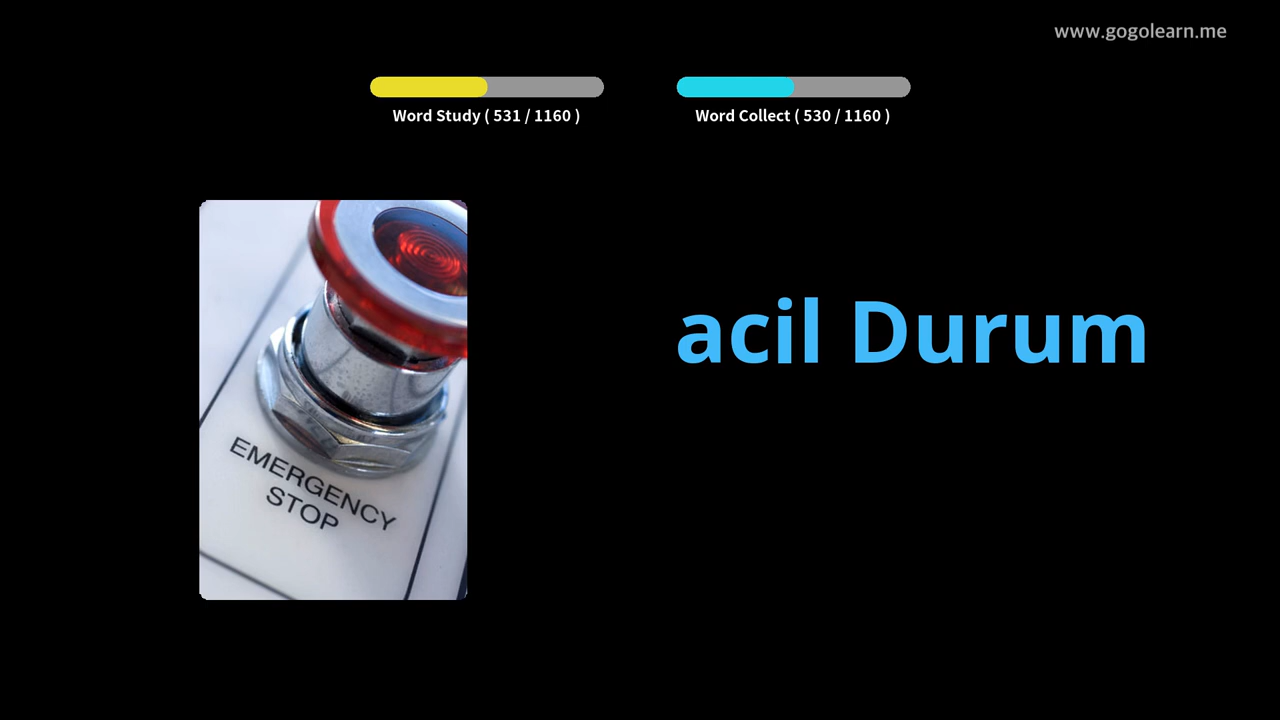 www.gogolearn.me
Word Study ( 531 / 1160 )
Word Collect ( 530 / 1160 )
acil Durum
EMERGENCY
STOP